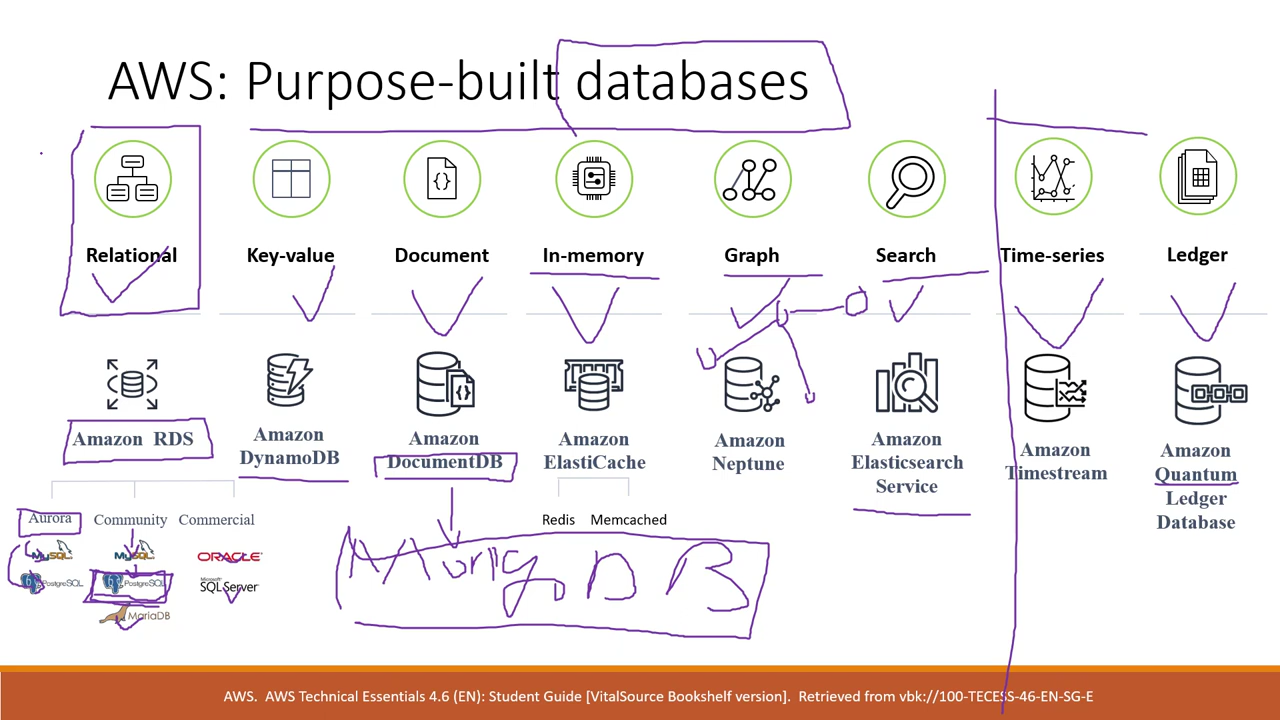 AWS: Purpose-built databases
Relational
Key-value
Document
In-memory
Graph
Search
Time-series
Ledger
Amazon RDS
Amazon
DynamoDB
Amazon
DocumentDB
Amazon
ElastiCache
Amazon
Neptune
Amazon
Elasticsearch
Service
Amazon
Timestream
Amazon
Quantum
Ledger
Database
Aurora
Community
Commercial
Redis
Memcached
MySQL
MySQL
ORACLE
PostgreSQL
PostgreSQL
Microsoft
SQL Server
MariaDB
MongoDB
AWS. AWS Technical Essentials 4.6 (EN): Student Guide [VitalSource Bookshelf version]. Retrieved from vbk://100-TECESS-46-EN-SG-E